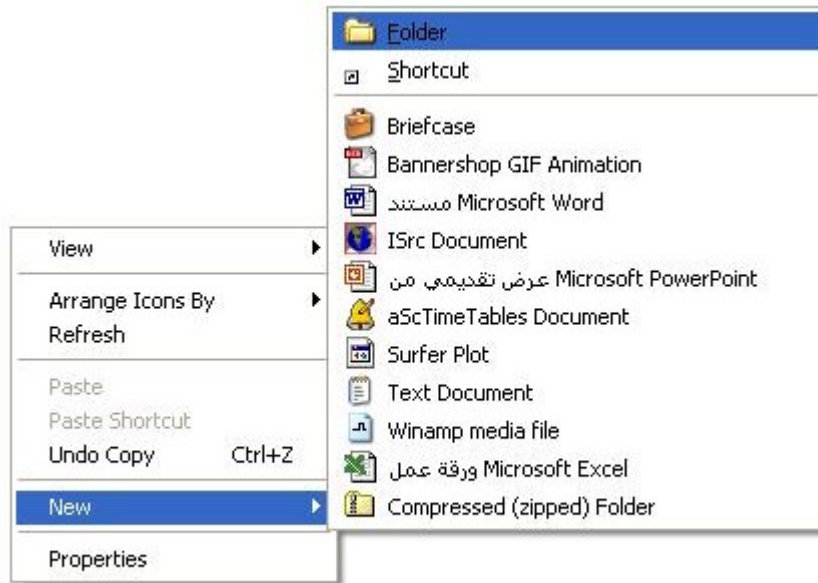 View
Arrange Icons By
Refresh
Paste
Paste Shortcut
Undo Copy Ctrl+Z
New
Properties
Folder
Shortcut
Briefcase
Bannershop GIF Animation
مستند Microsoft Word
ISrc Document
عرض تقديمي من Microsoft PowerPoint
aScTimeTables Document
Surfer Plot
Text Document
Winamp media file
ورقة عمل Microsoft Excel
Compressed (zipped) Folder